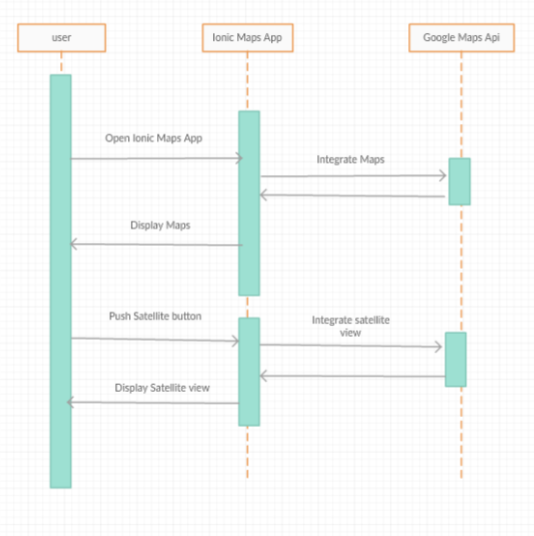 user
Ionic Maps App
Google Maps Api
Open Ionic Maps App
Integrate Maps
Display Maps
Push Satellite button
Integrate satellite
view
Display Satellite view